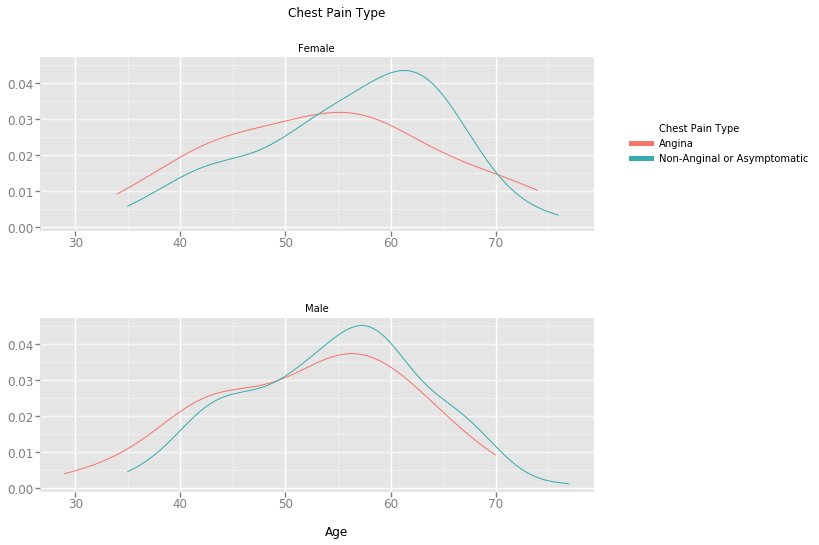 Chest Pain Type
Female
0.04
0.03
0.02
0.01
0.00
30 40 50 60 70
Chest Pain Type
Angina
Non-Anginal or Asymptomatic
Male
0.04
0.03
0.02
0.01
0.00
30 40 50 60 70
Age